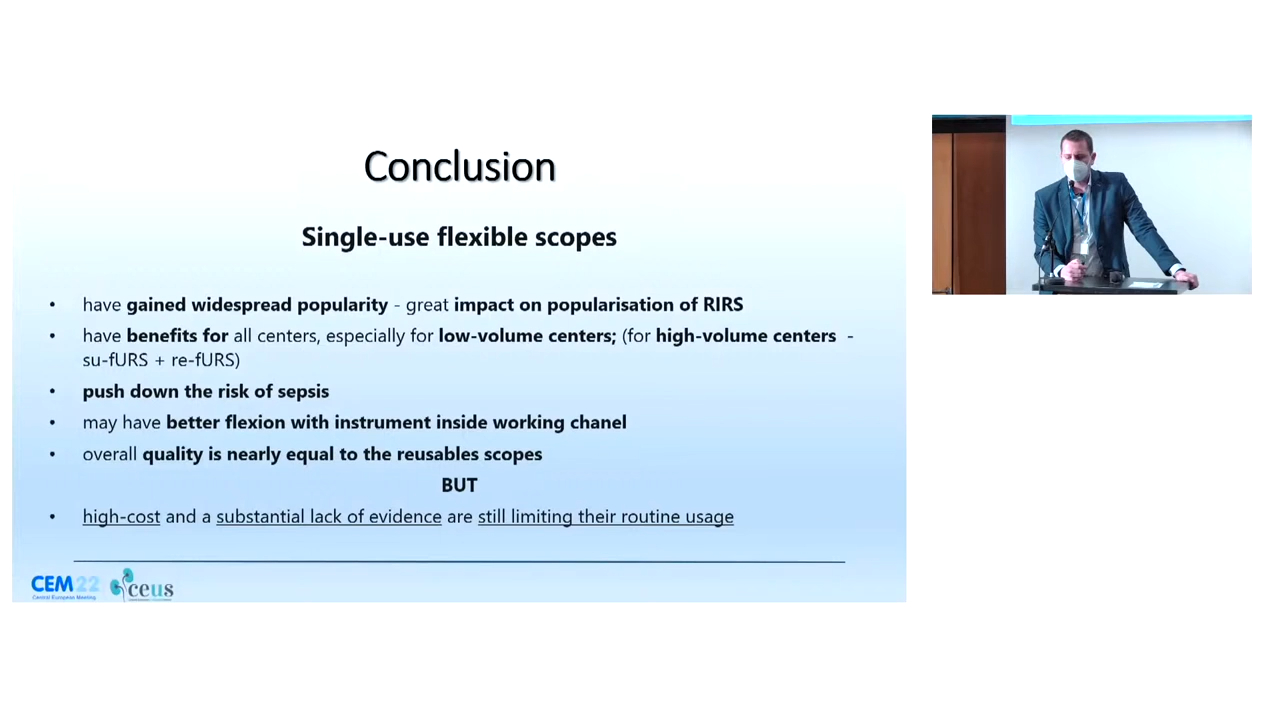 Conclusion
Single-use flexible scopes
• have gained widespread popularity - great impact on popularisation of RIRS
• have benefits for all centers, especially for low-volume centers; (for high-volume centers -
su-fURS + re-fURS)
• push down the risk of sepsis
• may have better flexion with instrument inside working chanel
• overall quality is nearly equal to the reusables scopes
BUT
• high-cost and a substantial lack of evidence are still limiting their routine usage
CEM22
Central European Meeting
ceus